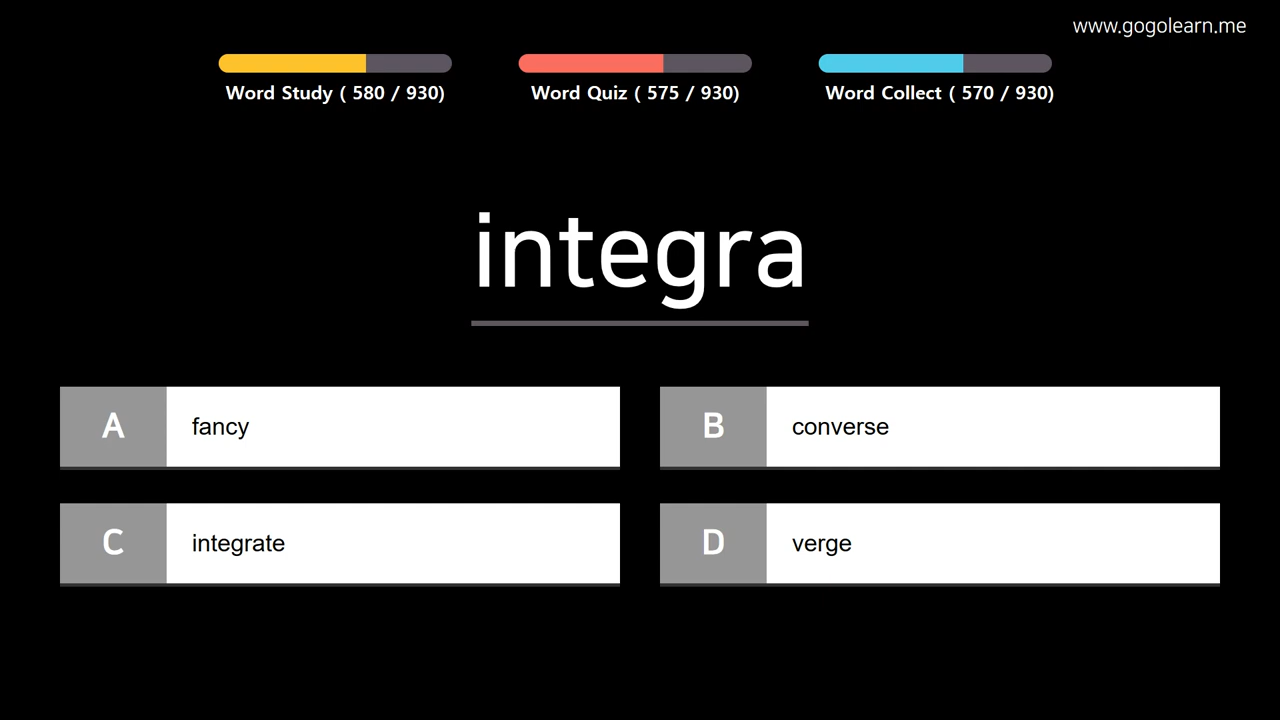 www.gogolearn.me
Word Study ( 580 / 930)
Word Quiz ( 575 / 930)
Word Collect ( 570 / 930)
integra
A fancy
B converse
C integrate
D verge